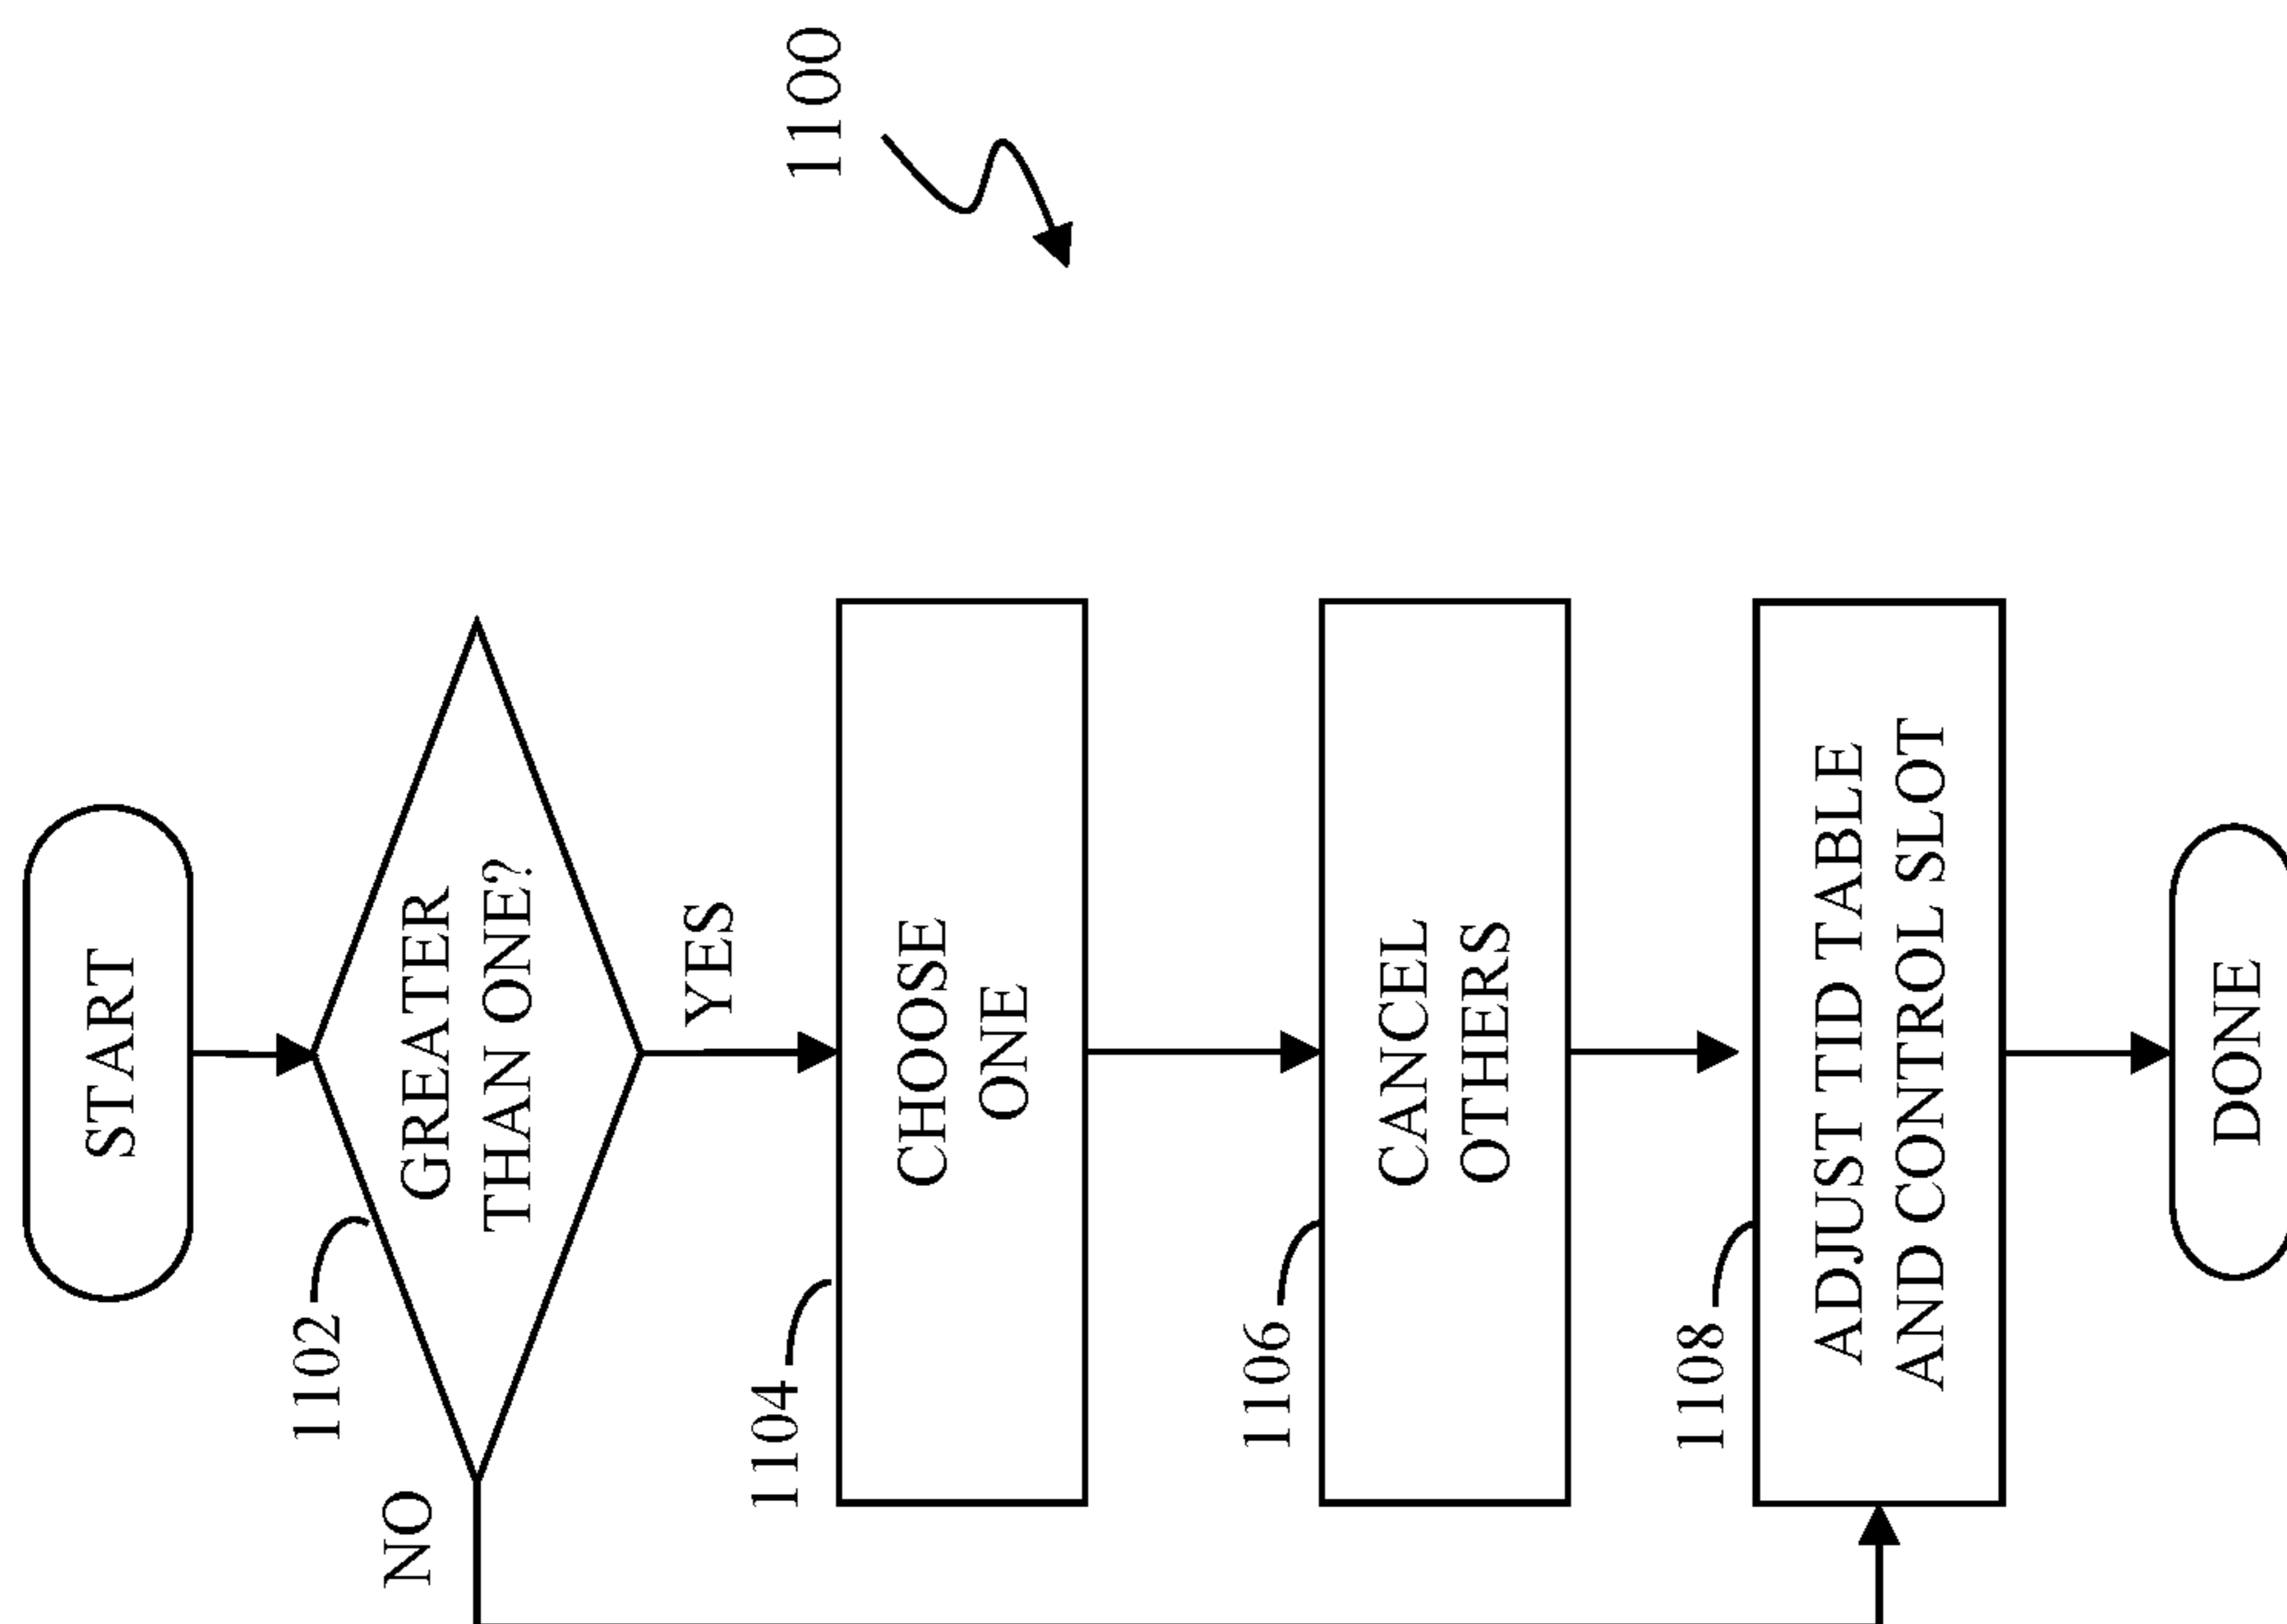 START
1102
GREATER
THAN ONE?
NO
YES
1100
1104
CHOOSE
ONE
1106
CANCEL
OTHERS
1108
ADJUST TID TABLE
AND CONTROL SLOT
DONE